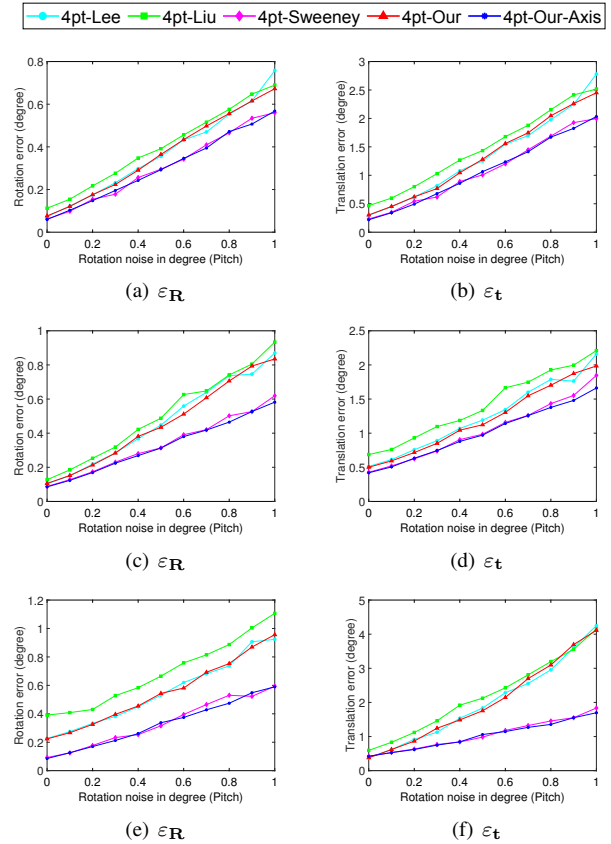 4pt-Lee 4pt-Liu 4pt-Sweeney 4pt-Our 4pt-Our-Axis
0.8 0.6 0.4 0.2 0
Rotation error (degree)
0 0.2 0.4 0.6 0.8 1
Rotation noise in degree (Pitch)
(a) εR
3 2.5 2 1.5 1 0.5 0
Translation error (degree)
0 0.2 0.4 0.6 0.8 1
Rotation noise in degree (Pitch)
(b) εt
1 0.8 0.6 0.4 0.2 0
Rotation error (degree)
0 0.2 0.4 0.6 0.8 1
Rotation noise in degree (Pitch)
(c) εR
2.5 2 1.5 1 0.5 0
Translation error (degree)
0 0.2 0.4 0.6 0.8 1
Rotation noise in degree (Pitch)
(d) εt
1.2 1 0.8 0.6 0.4 0.2 0
Rotation error (degree)
0 0.2 0.4 0.6 0.8 1
Rotation noise in degree (Pitch)
(e) εR
5 4 3 2 1 0
Translation error (degree)
0 0.2 0.4 0.6 0.8 1
Rotation noise in degree (Pitch)
(f) εt